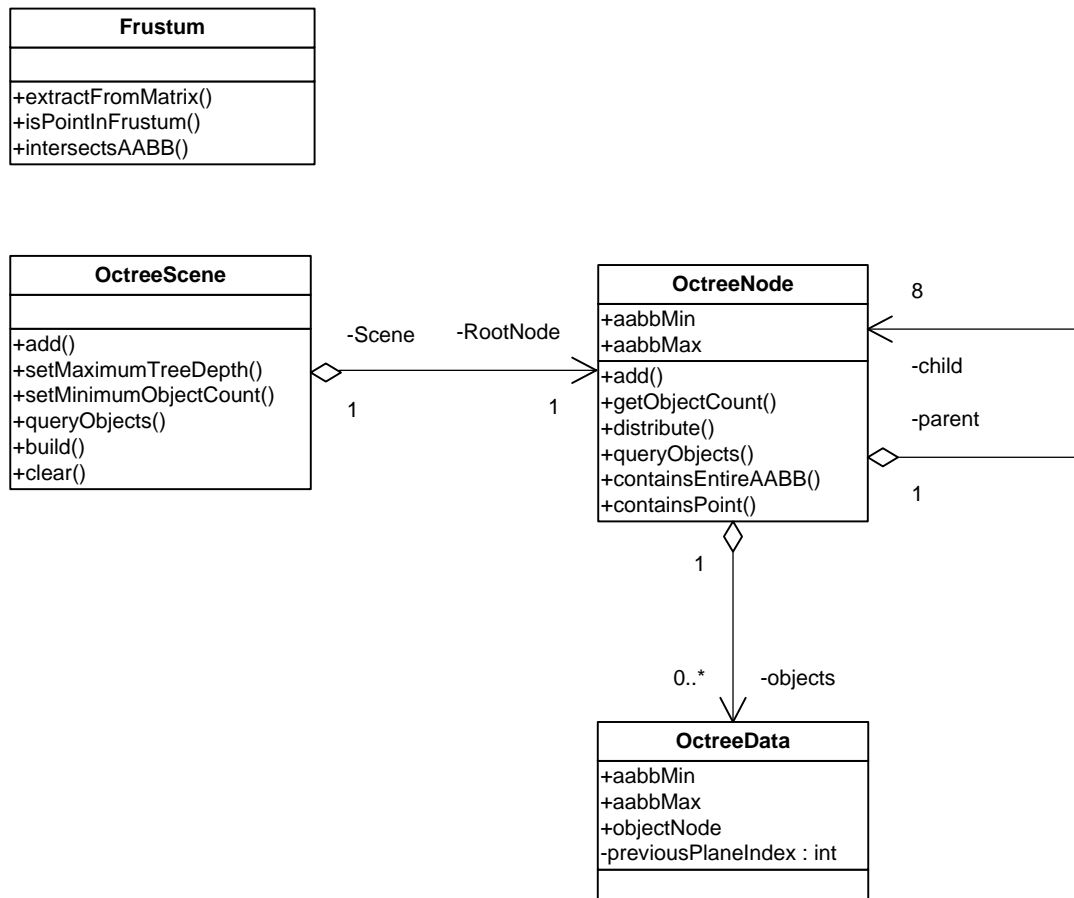 Frustum
+extractFromMatrix()
+isPointInFrustum()
+intersectsAABB()
OctreeScene
+add()
+setMaximumTreeDepth()
+setMinimumObjectCount()
+queryObjects()
+build()
+clear()
-Scene
-RootNode
1
1
OctreeNode
+aabbMin
+aabbMax
+add()
+getObjectCount()
+distribute()
+queryObjects()
+containsEntireAABB()
+containsPoint()
8
-child
-parent
1
1
0..*
-objects
OctreeData
+aabbMin
+aabbMax
+objectNode
-previousPlaneIndex : int